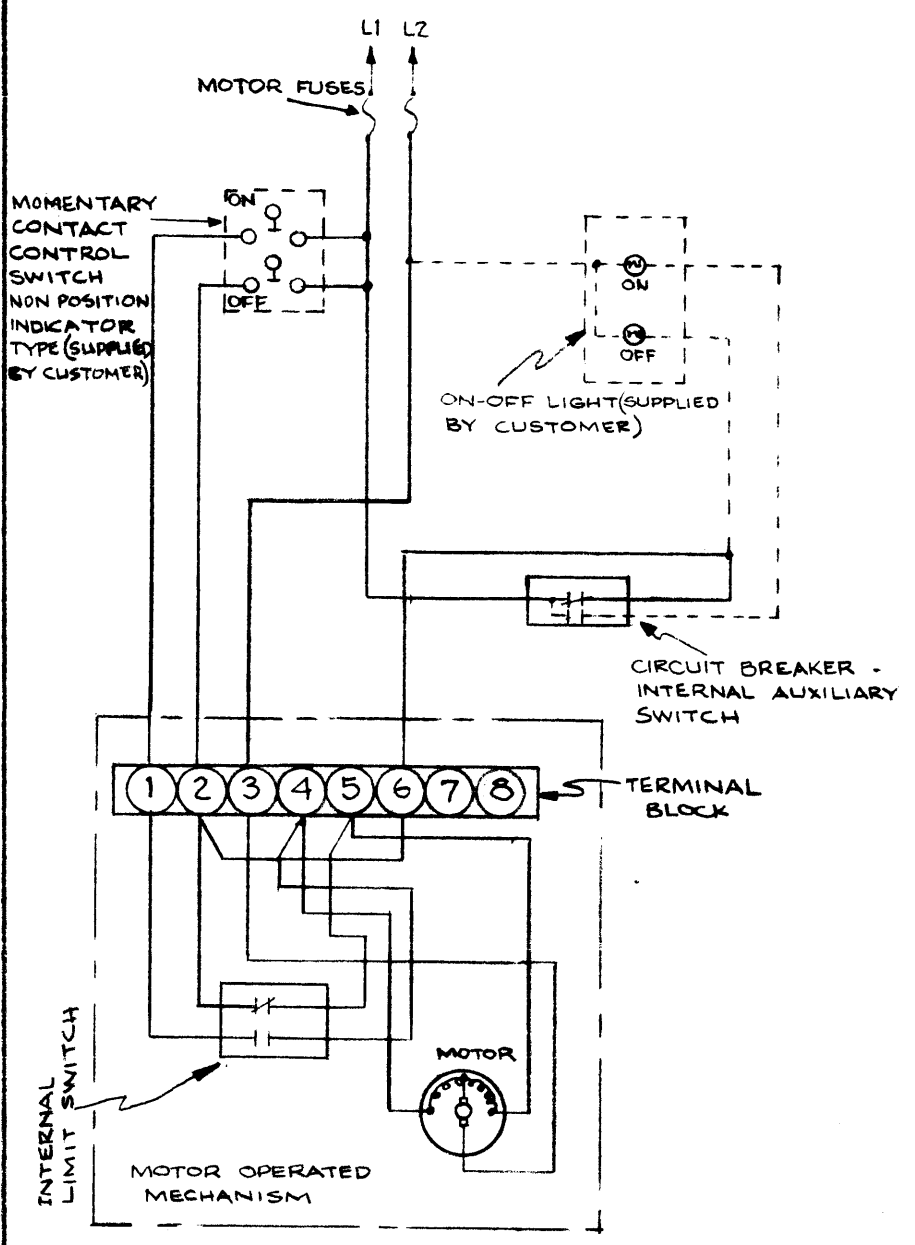 L1 L2
MOTOR FUSES
MOMENTARY
CONTACT
CONTROL
SWITCH
NON POSITION
INDICATOR
TYPE (SUPPLIED
BY CUSTOMER)
ON
OFF
ON
OFF
ON-OFF LIGHT (SUPPLIED
BY CUSTOMER)
CIRCUIT BREAKER -
INTERNAL AUXILIARY
SWITCH
1 2 3 4 5 6 7 8
TERMINAL
BLOCK
INTERNAL
LIMIT SWITCH
MOTOR
MOTOR OPERATED
MECHANISM